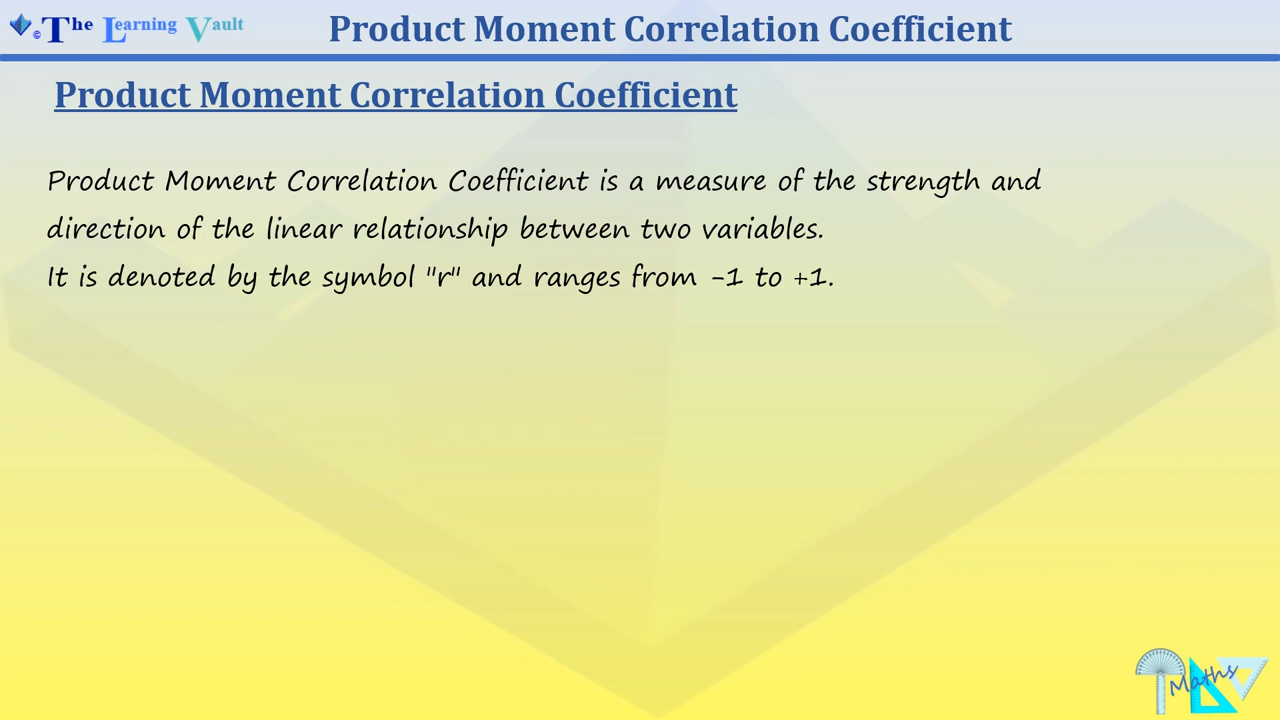 © The Learning Vault
Product Moment Correlation Coefficient
Product Moment Correlation Coefficient
Product Moment Correlation Coefficient is a measure of the strength and
direction of the linear relationship between two variables.
It is denoted by the symbol "r" and ranges from -1 to +1.
Maths